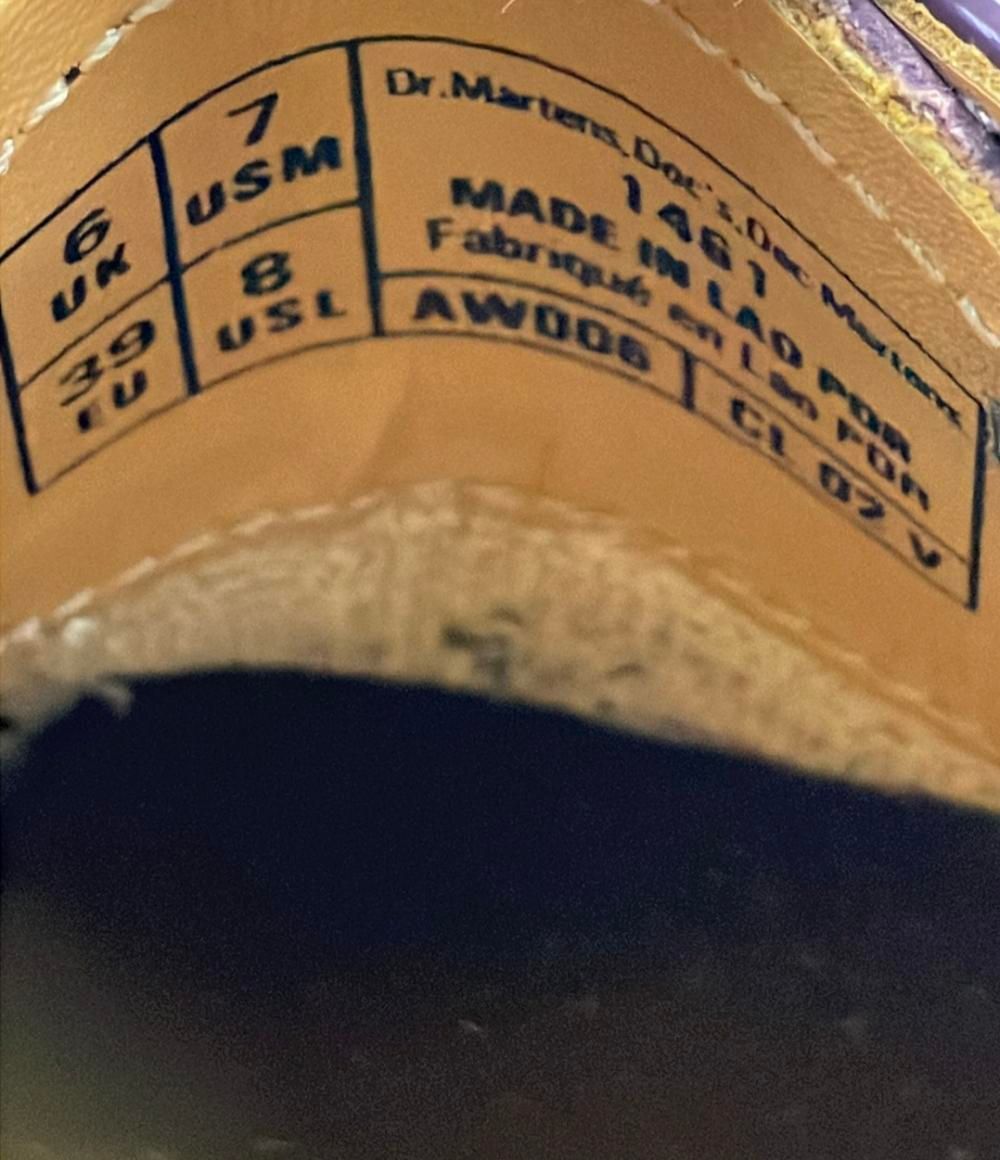 6
UK
7
USM
39
EU
8
USL
Dr.Martens.Doc's.Doc Martens
1461
MADE IN LAO PDR
Fabriqué en Lao PDR
AW006
CL 02 V